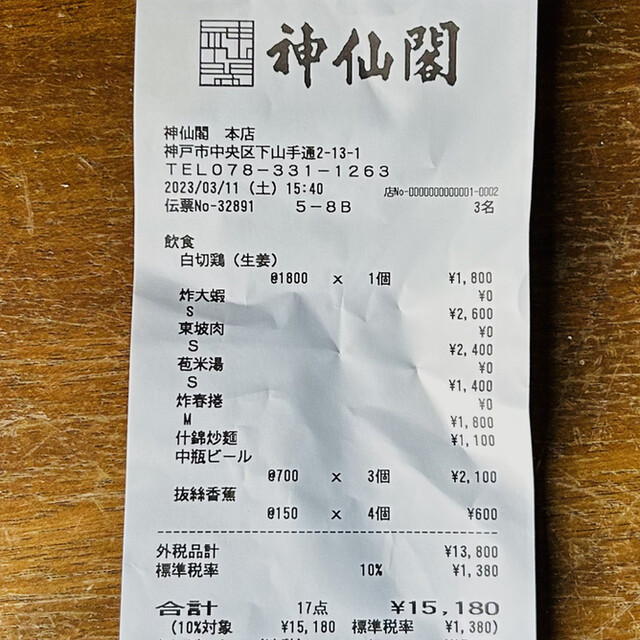 神仙閣
神仙閣 本店
神戸市中央区下山手通2-13-1
TEL078-331-1263
2023/03/11（土）15:40 店No-0000000000001-0002
伝票No-32891 5-8B 3名
飲食
白切鶏（生姜）
@1800 x 1個 ¥1,800
炸大蝦 ¥0
S ¥2,600
東坡肉 ¥0
S ¥2,400
苞米湯 ¥0
S ¥1,400
炸春捲 ¥0
M ¥1,800
什錦炒麵 ¥1,100
中瓶ビール
@700 x 3個 ¥2,100
抜絲香蕉
@150 x 4個 ¥600
外税品計 ¥13,800
標準税率 10% ¥1,380
合計 17点 ¥15,180
(10%対象 ¥15,180 標準税率 ¥1,380)